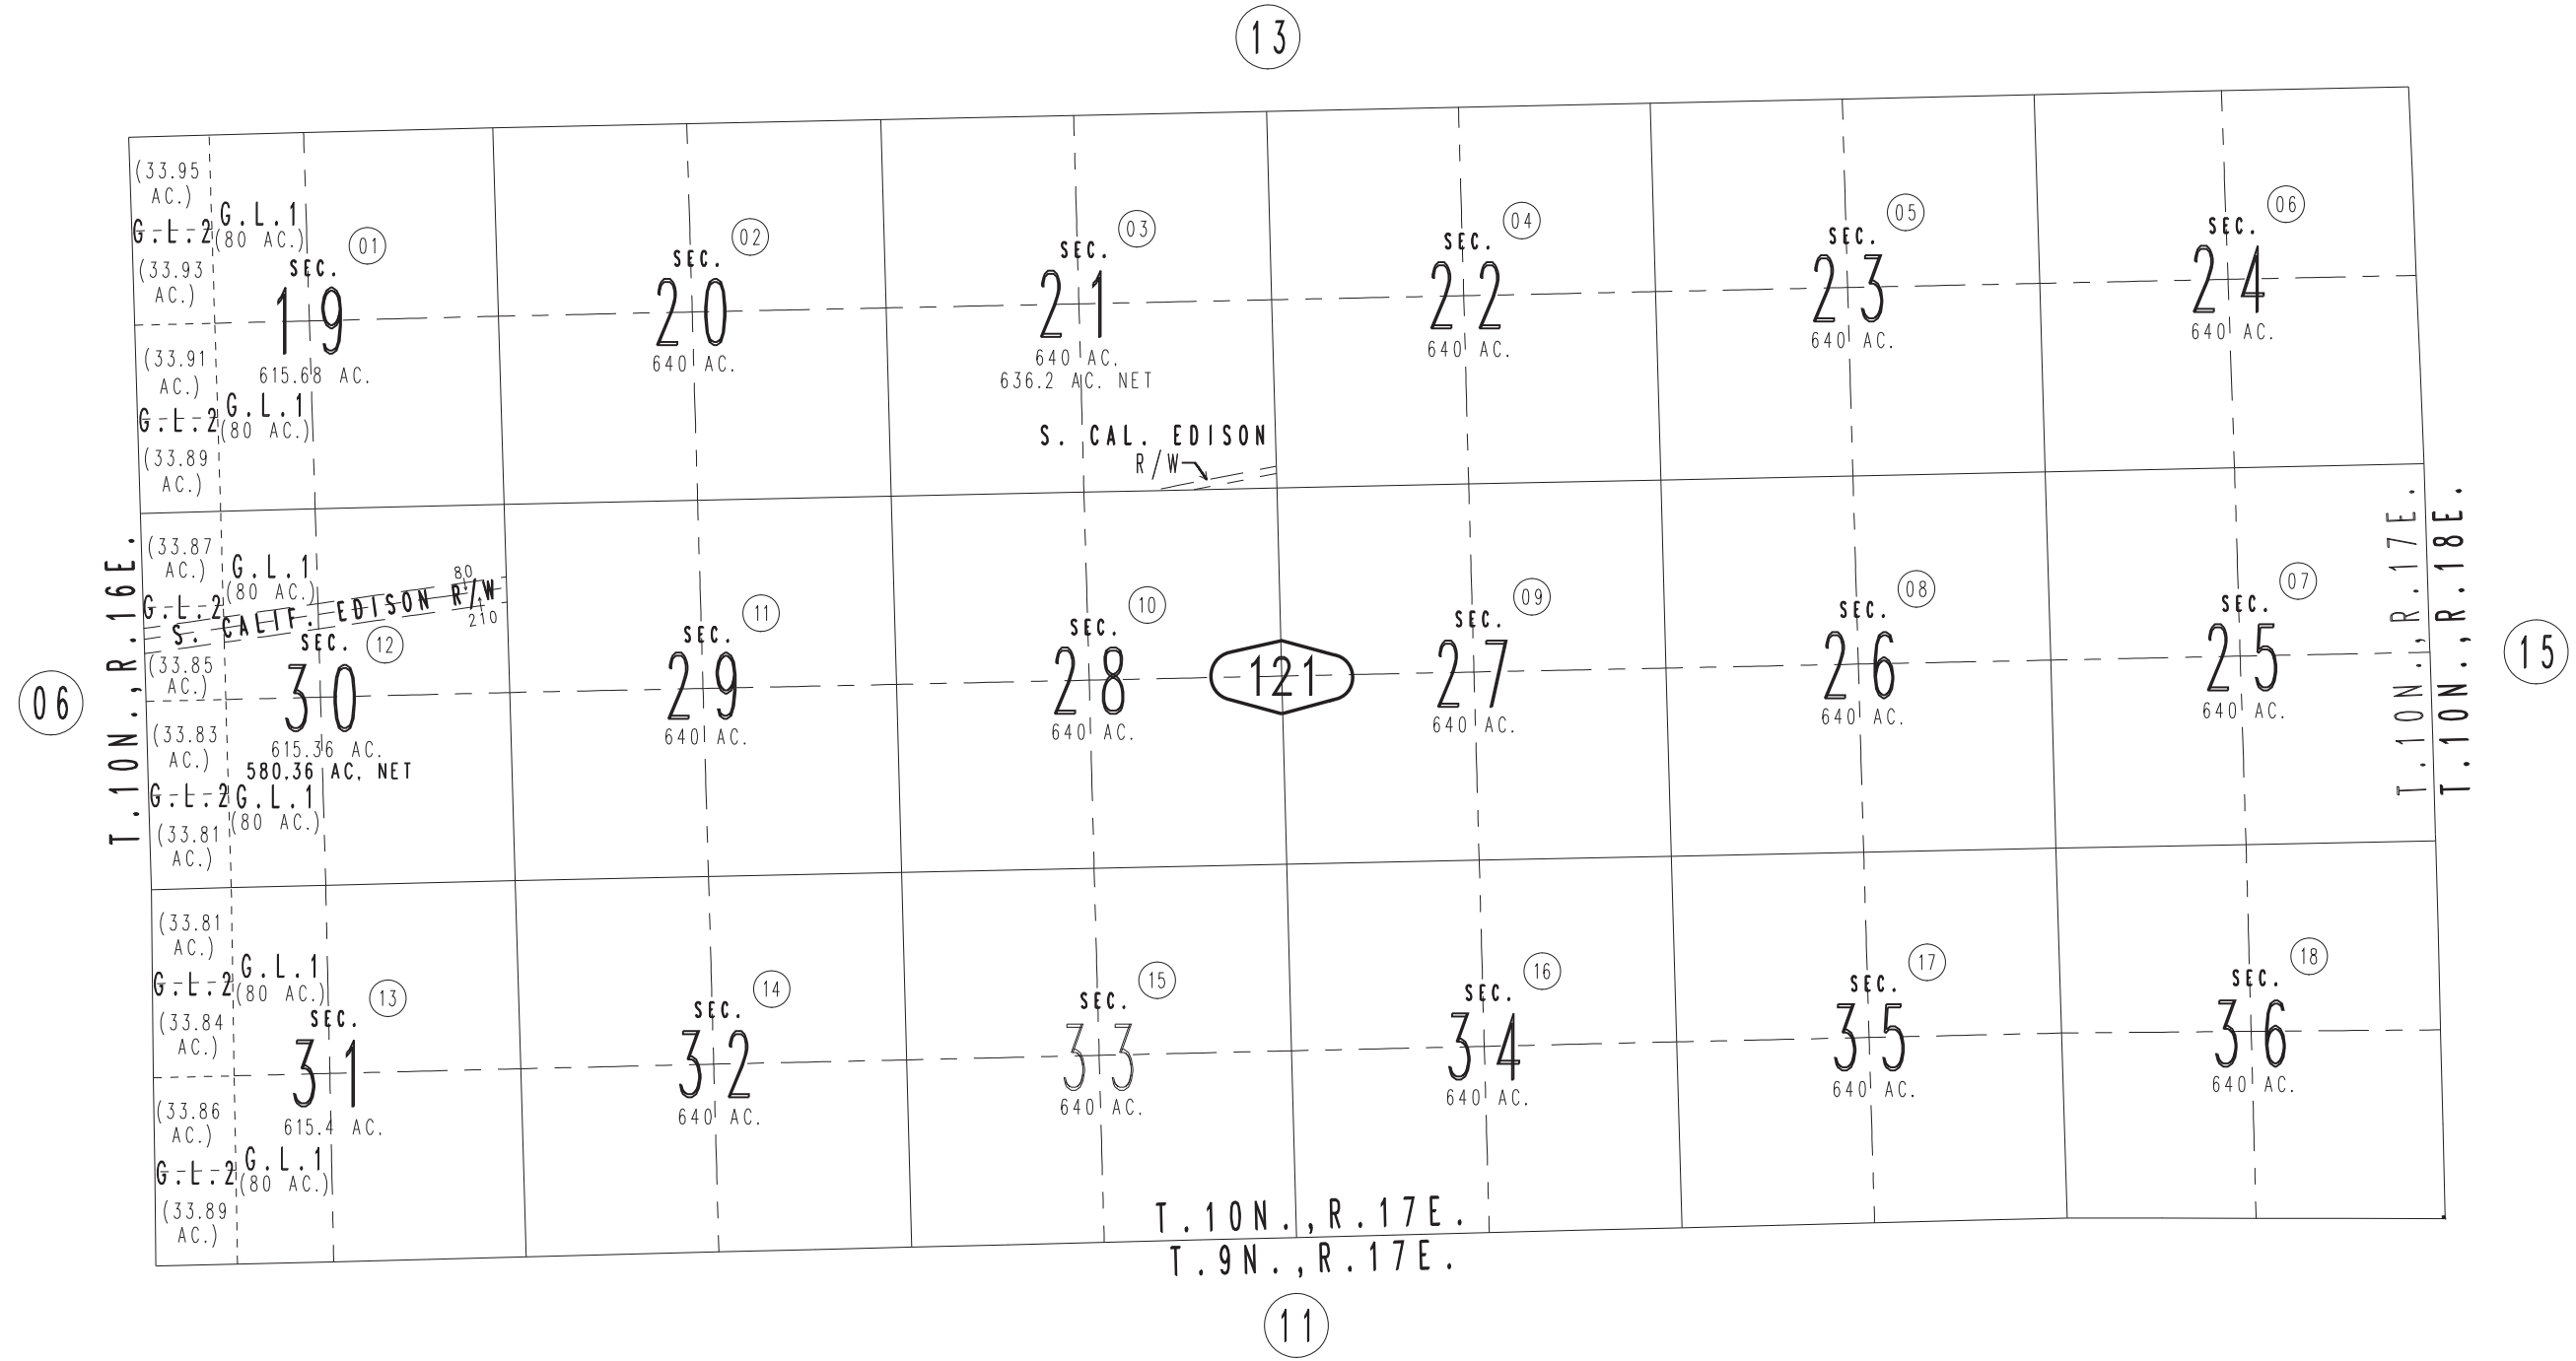 13
(33.95
AC.)
G.L.2
G.L.1
(80 AC.)
(33.93
AC.)
SEC.
01
19
615.68 AC.
(33.91
AC.)
G.L.2
G.L.1
(80 AC.)
(33.89
AC.)
SEC.
02
20
640 AC.
SEC.
03
21
640 AC.
636.2 AC. NET
S. CAL. EDISON
R/W
SEC.
04
22
640 AC.
SEC.
05
23
640 AC.
SEC.
06
24
640 AC.
06
T.10N.,R.16E.
(33.87
AC.)
G.L.2
G.L.1
(80 AC.)
S. CALIF. EDISON R/W
80
210
(33.85
AC.)
SEC.
12
30
615.36 AC.
580.36 AC. NET
(33.83
AC.)
G.L.2
G.L.1
(80 AC.)
(33.81
AC.)
SEC.
11
29
640 AC.
SEC.
10
28
640 AC.
121
SEC.
09
27
640 AC.
SEC.
08
26
640 AC.
SEC.
07
25
640 AC.
T.10N.,R.17E.
T.10N.,R.18E.
15
(33.81
AC.)
G.L.2
G.L.1
(80 AC.)
(33.84
AC.)
SEC.
13
31
615.4 AC.
(33.86
AC.)
G.L.2
G.L.1
(80 AC.)
(33.89
AC.)
SEC.
14
32
640 AC.
SEC.
15
33
640 AC.
SEC.
16
34
640 AC.
SEC.
17
35
640 AC.
SEC.
18
36
640 AC.
T.10N.,R.17E.
T.9N.,R.17E.
11